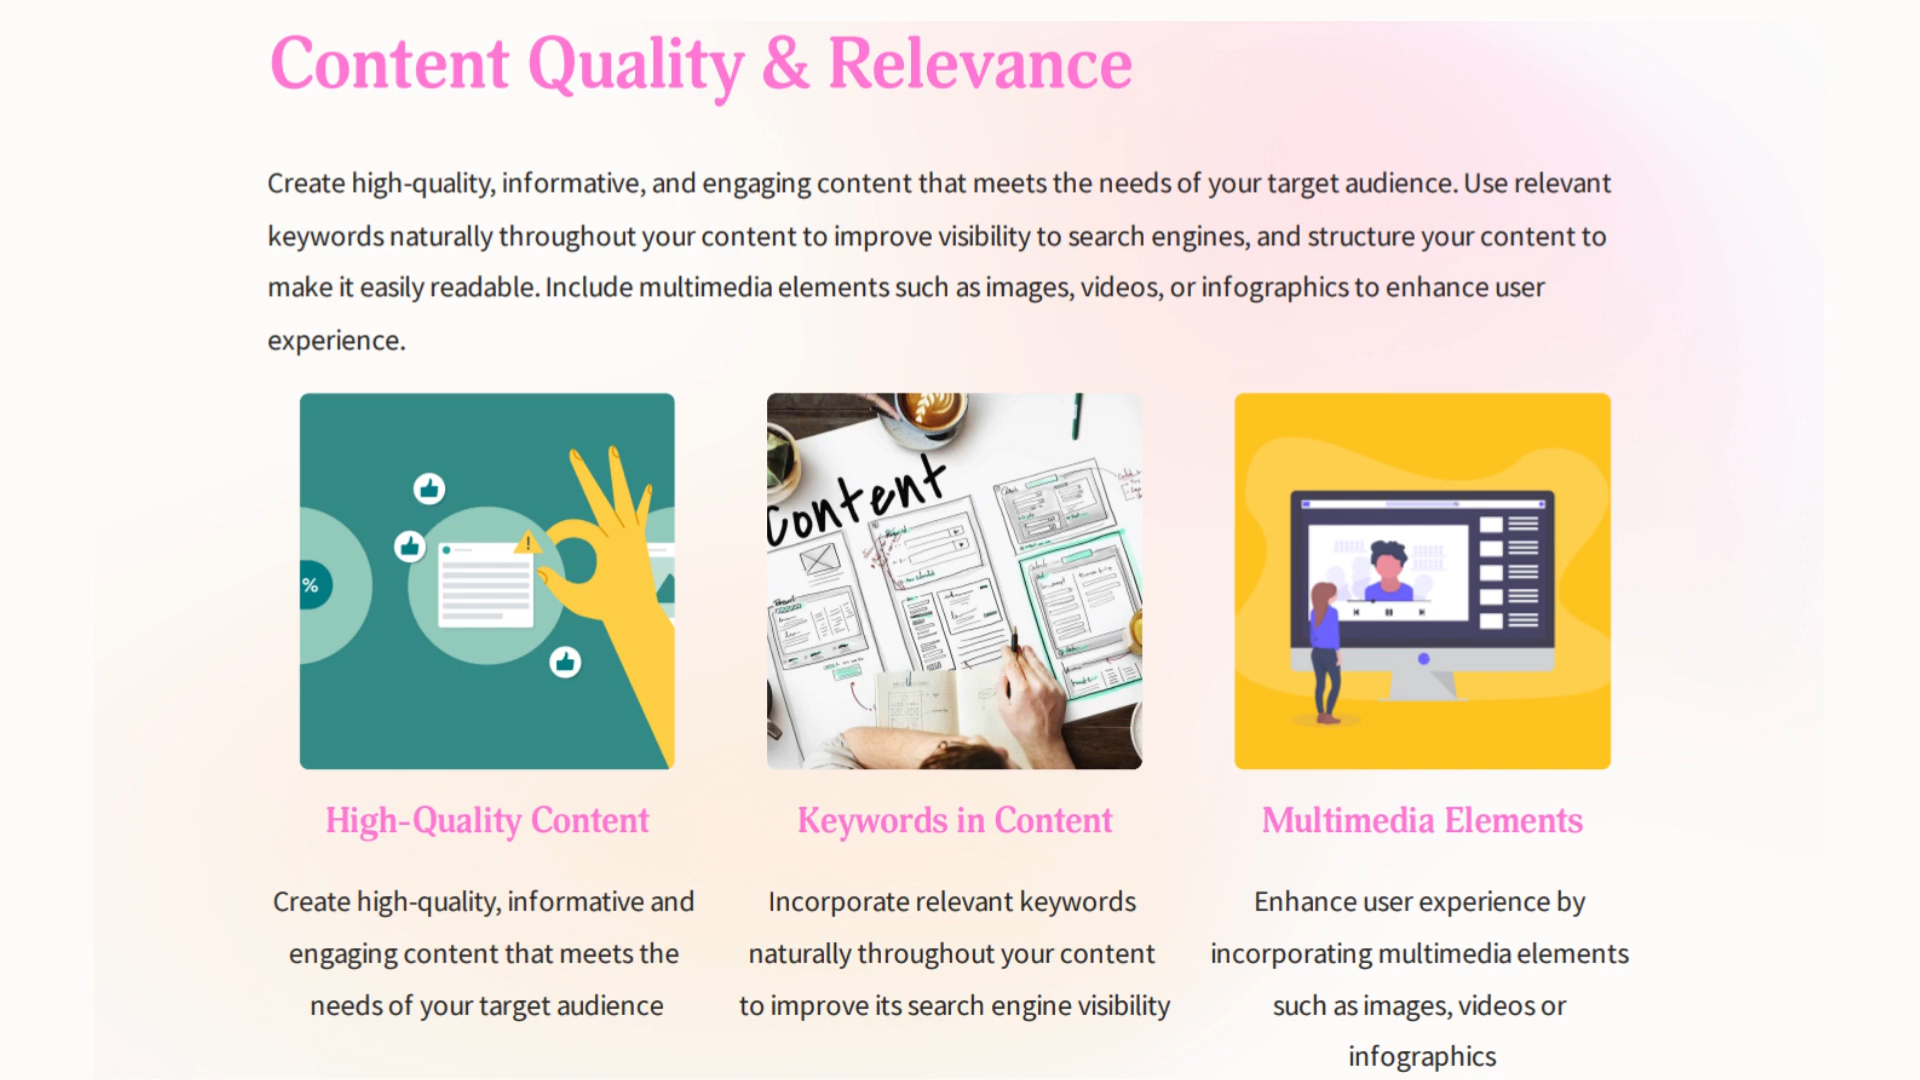 Content Quality & Relevance
Create high-quality, informative, and engaging content that meets the needs of your target audience. Use relevant
keywords naturally throughout your content to improve visibility to search engines, and structure your content to
make it easily readable. Include multimedia elements such as images, videos, or infographics to enhance user
experience.
%
!
Content
High-Quality Content
Keywords in Content
Multimedia Elements
Create high-quality, informative and
engaging content that meets the
needs of your target audience
Incorporate relevant keywords
naturally throughout your content
to improve its search engine visibility
Enhance user experience by
incorporating multimedia elements
such as images, videos or
infographics